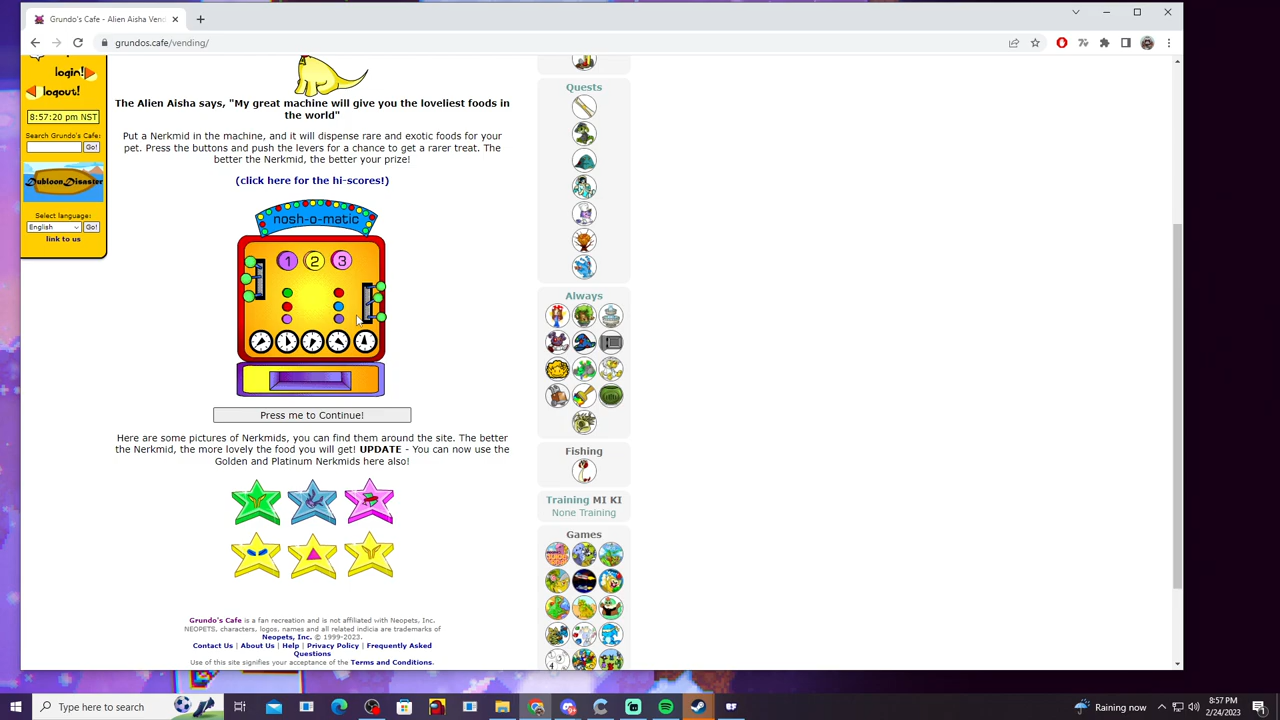 Grundo's Cafe - Alien Aisha Vend
grundos.cafe/vending/
login!
logout!
8:57:20 pm NST
Search Grundo's Cafe:
Go!
DubloonDisaster
Select language:
English
Go!
link to us
The Alien Aisha says, "My great machine will give you the loveliest foods in
the world"
Put a Nerkmid in the machine, and it will dispense rare and exotic foods for your
pet. Press the buttons and push the levers for a chance to get a rarer treat. The
better the Nerkmid, the better your prize!
(click here for the hi-scores!)
nosh-o-matic
1 2 3
Press me to Continue!
Here are some pictures of Nerkmids, you can find them around the site. The better
the Nerkmid, the more lovely the food you will get! UPDATE - You can now use the
Golden and Platinum Nerkmids here also!
Grundo's Cafe is a fan recreation and is not affiliated with Neopets, Inc.
NEOPETS, characters, logos, names and all related indicia are trademarks of
Neopets, Inc. © 1999-2023.
Contact Us | About Us | Help | Privacy Policy | Frequently Asked
Questions
Use of this site signifies your acceptance of the Terms and Conditions.
Quests
Always
Fishing
Training MI KI
None Training
Games
Type here to search
Raining now
8:57 PM
2/24/2023